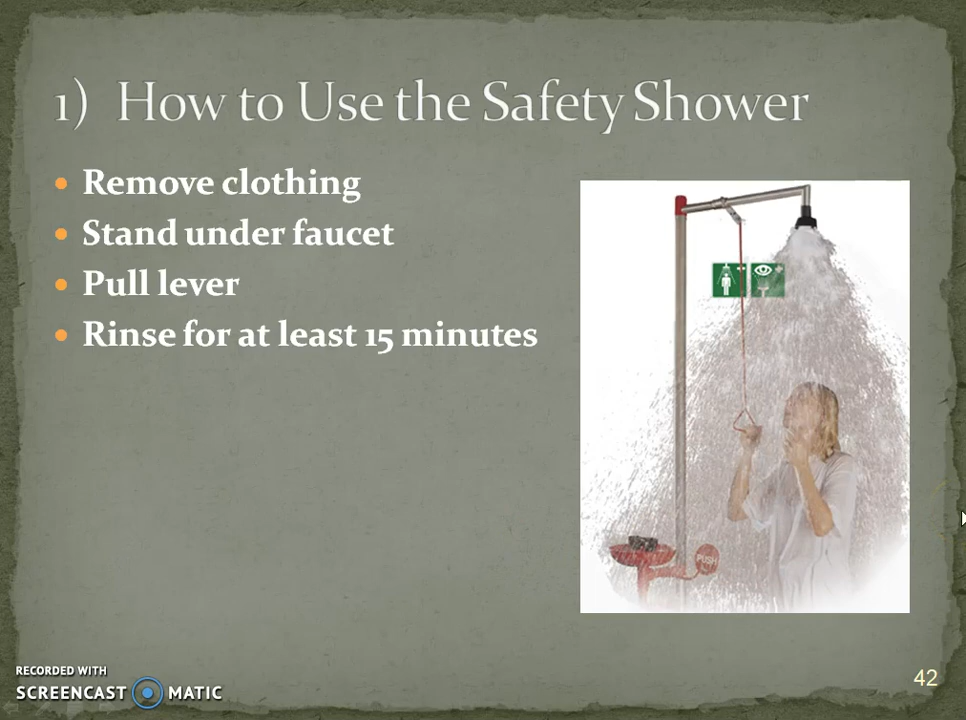 1) How to Use the Safety Shower
Remove clothing
Stand under faucet
Pull lever
Rinse for at least 15 minutes
PUSH
RECORDED WITH
SCREENCAST MATIC
42